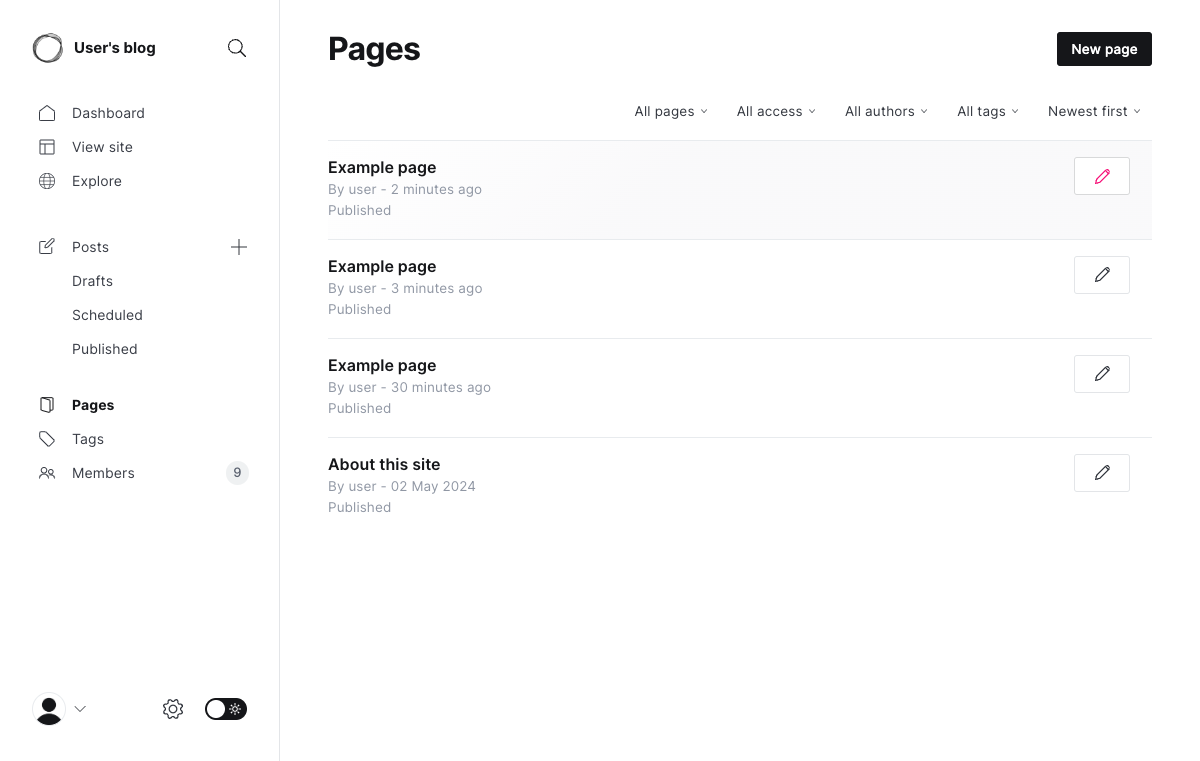 User's blog
Dashboard
View site
Explore
Posts
Drafts
Scheduled
Published
Pages
Tags
Members 9
Pages
New page
All pages All access All authors All tags Newest first
Example page
By user - 2 minutes ago
Published
Example page
By user - 3 minutes ago
Published
Example page
By user - 30 minutes ago
Published
About this site
By user - 02 May 2024
Published